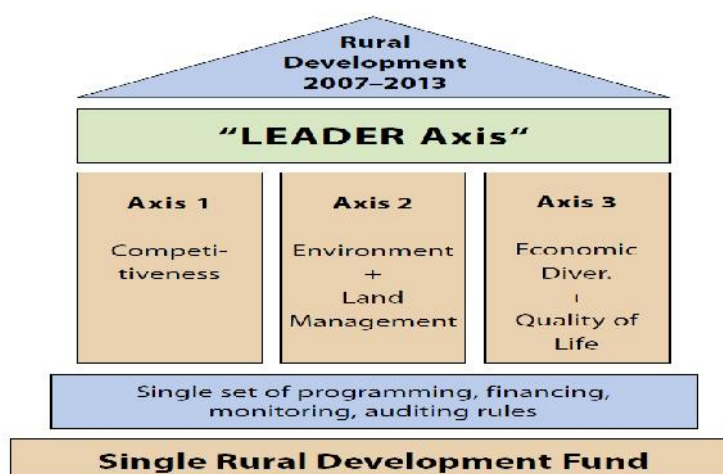 Rural
Development
2007–2013
“LEADER Axis“
Axis 1
Competi-
tiveness
Axis 2
Environment
+
Land
Management
Axis 3
Economic
Diver.
+
Quality of
Life
Single set of programming, financing,
monitoring, auditing rules
Single Rural Development Fund